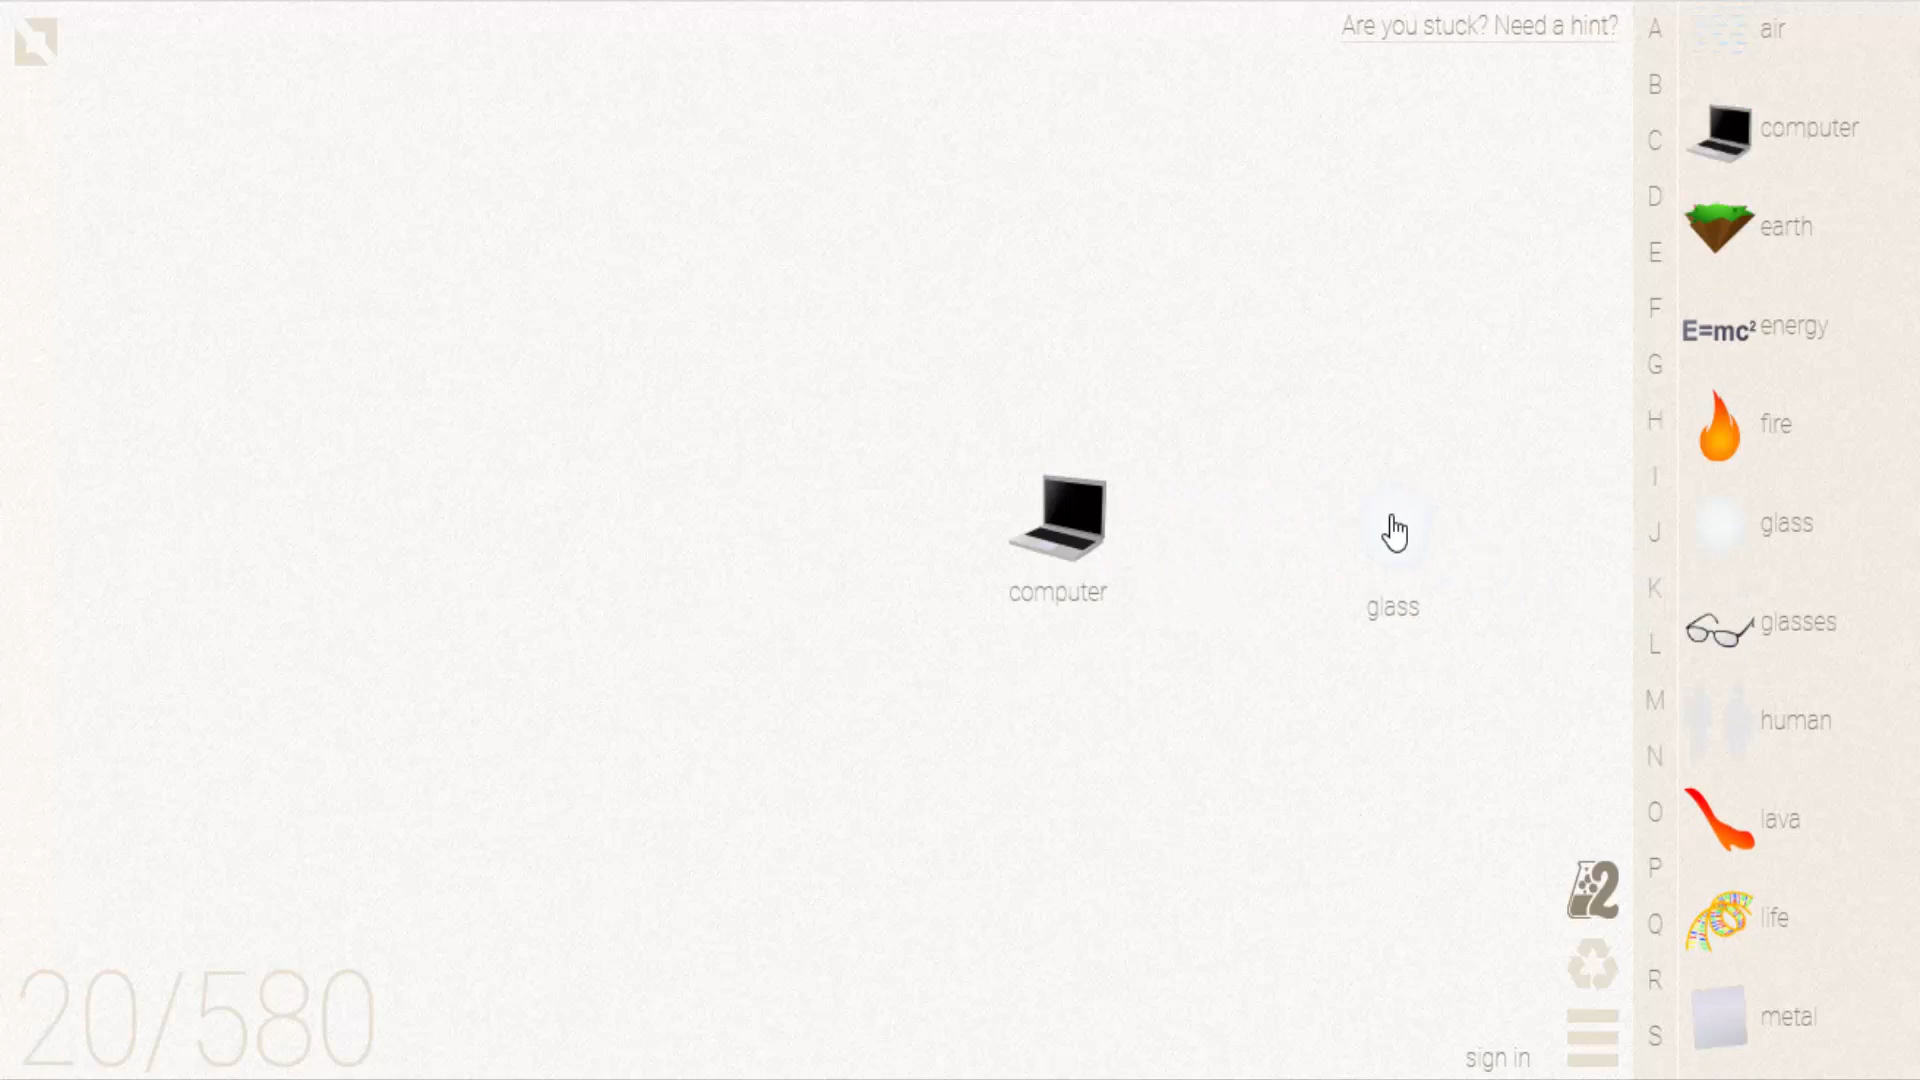 Are you stuck? Need a hint?
A
B
C
D
E
F
G
H
I
J
K
L
M
N
O
P
Q
R
S
air
computer
earth
E=mc² energy
fire
glass
glasses
human
lava
life
metal
computer
glass
2
20/580
sign in